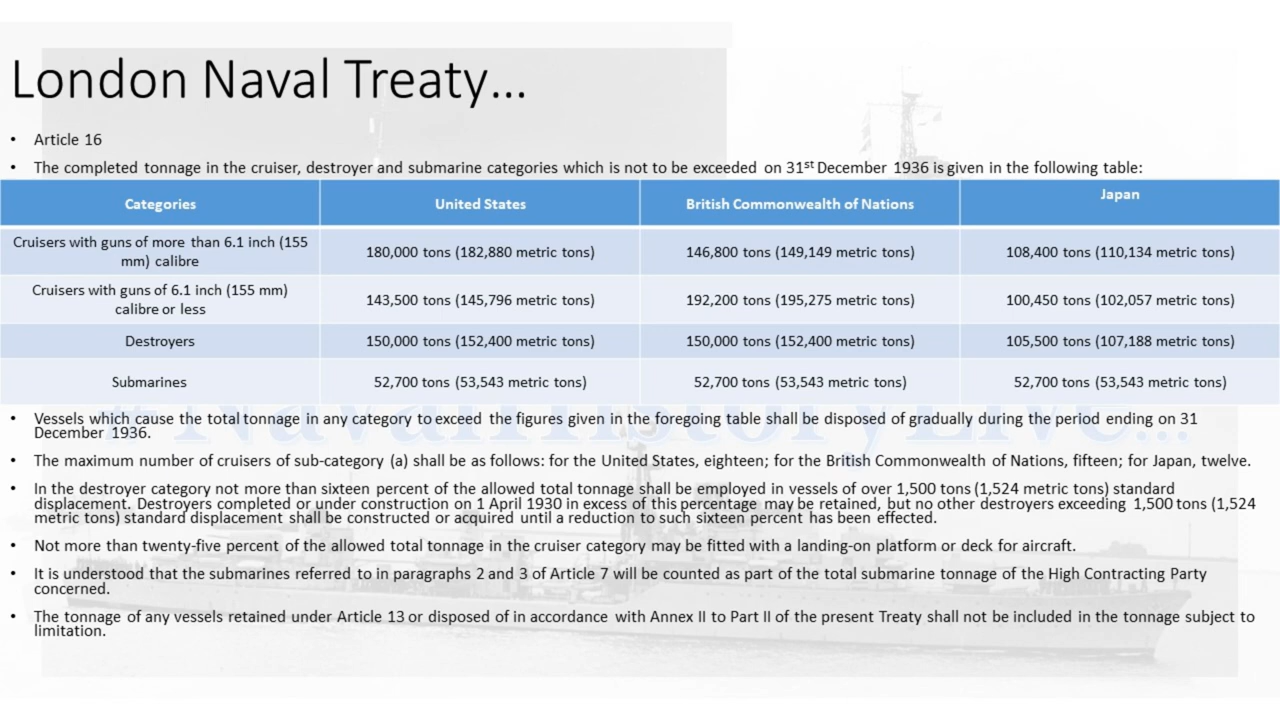 London Naval Treaty...
• Article 16
• The completed tonnage in the cruiser, destroyer and submarine categories which is not to be exceeded on 31st December 1936 is given in the following table:
Categories United States British Commonwealth of Nations Japan
Cruisers with guns of more than 6.1 inch (155
mm) calibre 180,000 tons (182,880 metric tons) 146,800 tons (149,149 metric tons) 108,400 tons (110,134 metric tons)
Cruisers with guns of 6.1 inch (155 mm)
calibre or less 143,500 tons (145,796 metric tons) 192,200 tons (195,275 metric tons) 100,450 tons (102,057 metric tons)
Destroyers 150,000 tons (152,400 metric tons) 150,000 tons (152,400 metric tons) 105,500 tons (107,188 metric tons)
Submarines 52,700 tons (53,543 metric tons) 52,700 tons (53,543 metric tons) 52,700 tons (53,543 metric tons)
#NavalHistoryLive...
• Vessels which cause the total tonnage in any category to exceed the figures given in the foregoing table shall be disposed of gradually during the period ending on 31
December 1936.
• The maximum number of cruisers of sub-category (a) shall be as follows: for the United States, eighteen; for the British Commonwealth of Nations, fifteen; for Japan, twelve.
• In the destroyer category not more than sixteen percent of the allowed total tonnage shall be employed in vessels of over 1,500 tons (1,524 metric tons) standard
displacement. Destroyers completed or under construction on 1 April 1930 in excess of this percentage may be retained, but no other destroyers exceeding 1,500 tons (1,524
metric tons) standard displacement shall be constructed or acquired until a reduction to such sixteen percent has been effected.
• Not more than twenty-five percent of the allowed total tonnage in the cruiser category may be fitted with a landing-on platform or deck for aircraft.
• It is understood that the submarines referred to in paragraphs 2 and 3 of Article 7 will be counted as part of the total submarine tonnage of the High Contracting Party
concerned.
• The tonnage of any vessels retained under Article 13 or disposed of in accordance with Annex II to Part II of the present Treaty shall not be included in the tonnage subject to
limitation.